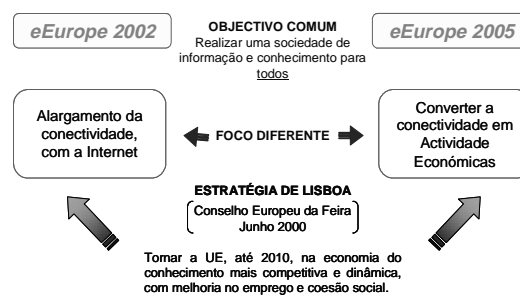 eEurope 2002
OBJECTIVO COMUM
Realizar uma sociedade de
informação e conhecimento para
todos
eEurope 2005
Alargamento da
conectividade,
com a Internet
FOCO DIFERENTE
Converter a
conectividade em
Actividade
Económicas
ESTRATÉGIA DE LISBOA
Conselho Europeu da Feira
Junho 2000
Tornar a UE, até 2010, na economia do
conhecimento mais competitiva e dinâmica,
com melhoria no emprego e coesão social.